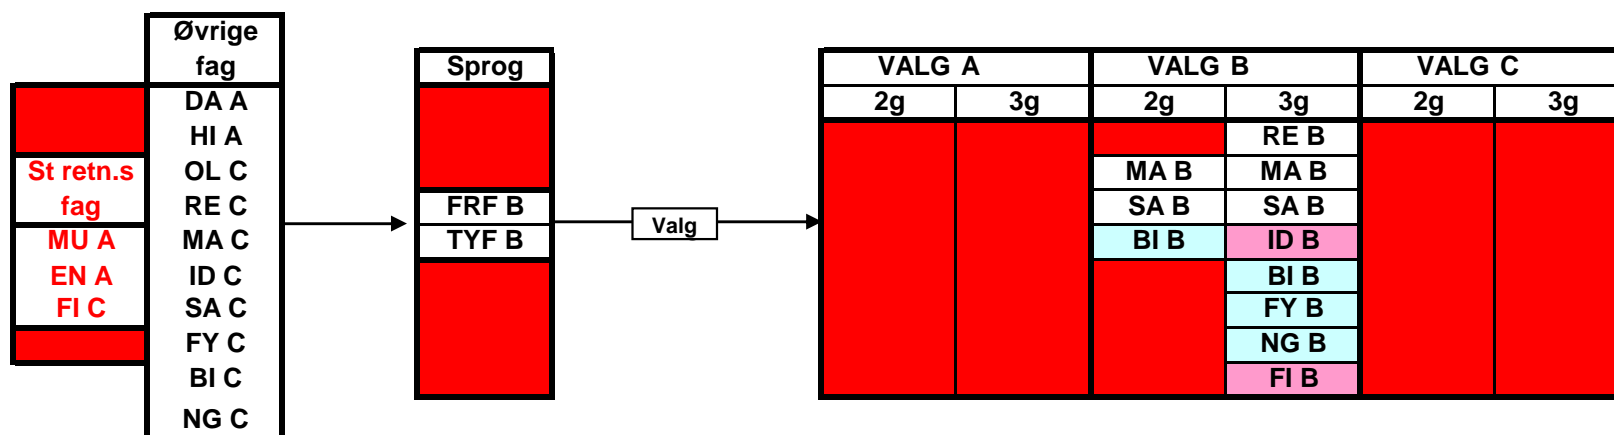 Øvrige
fag
DA A
HI A
OL C
RE C
MA C
ID C
SA C
FY C
BI C
NG C
St retn.s
fag
MU A
EN A
FI C
Sprog
FRF B
TYF B
Valg
VALG A VALG B VALG C
2g 3g 2g 3g 2g 3g
RE B
MA B MA B
SA B SA B
BI B ID B
BI B
FY B
NG B
FI B